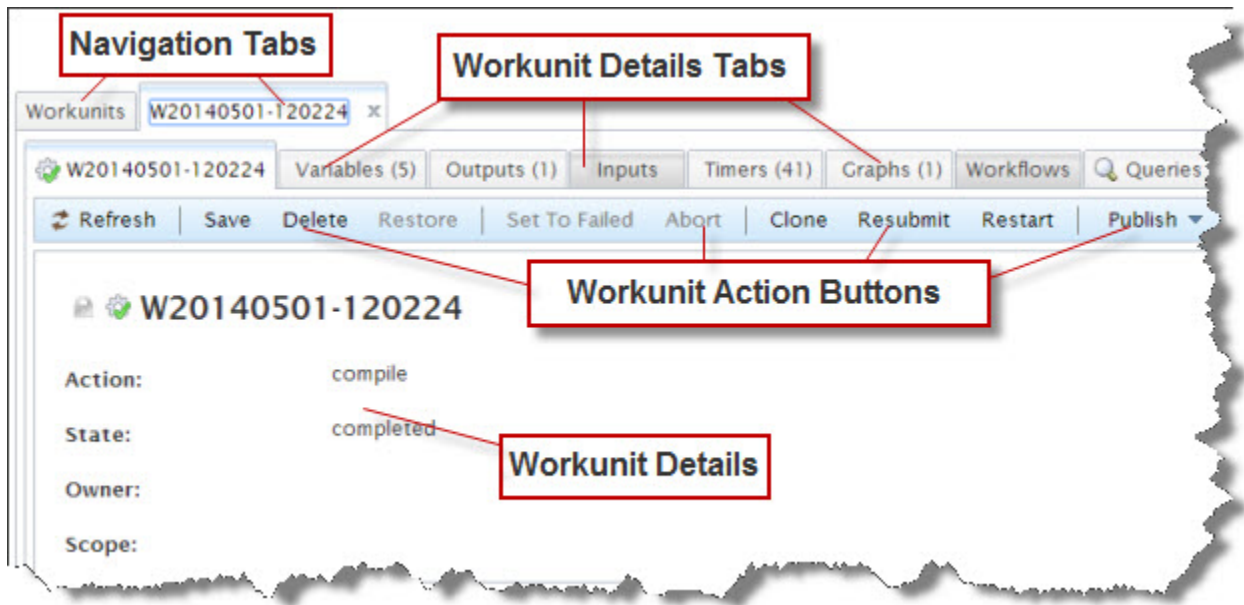 Navigation Tabs
Workunit Details Tabs
Workunits W20140501-120224 x
W20140501-120224 Variables (5) Outputs (1) Inputs Timers (41) Graphs (1) Workflows Queries
Refresh Save Delete Restore Set To Failed Abort Clone Resubmit Restart Publish
Workunit Action Buttons
W20140501-120224
Action: compile
State: completed
Workunit Details
Owner:
Scope: